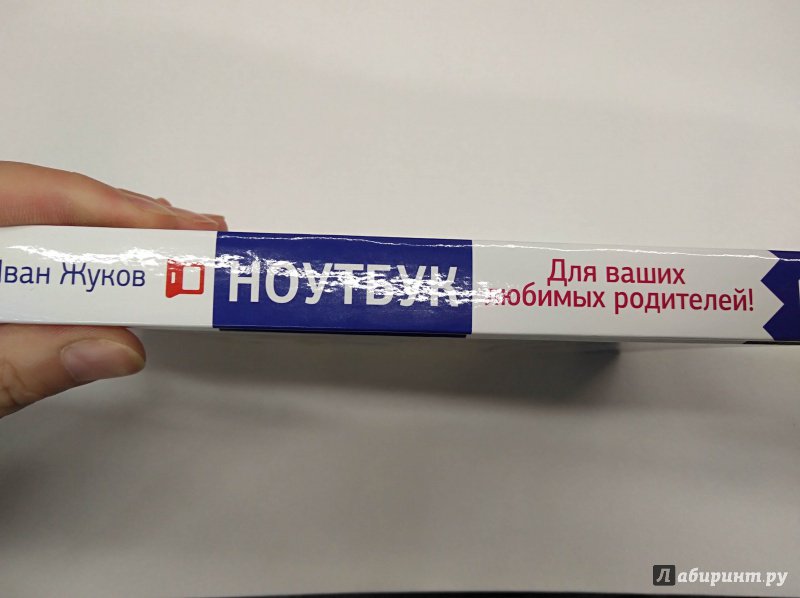 Иван Жуков
НОУТБУК
Для ваших
любимых родителей!
Лабиринт.ру